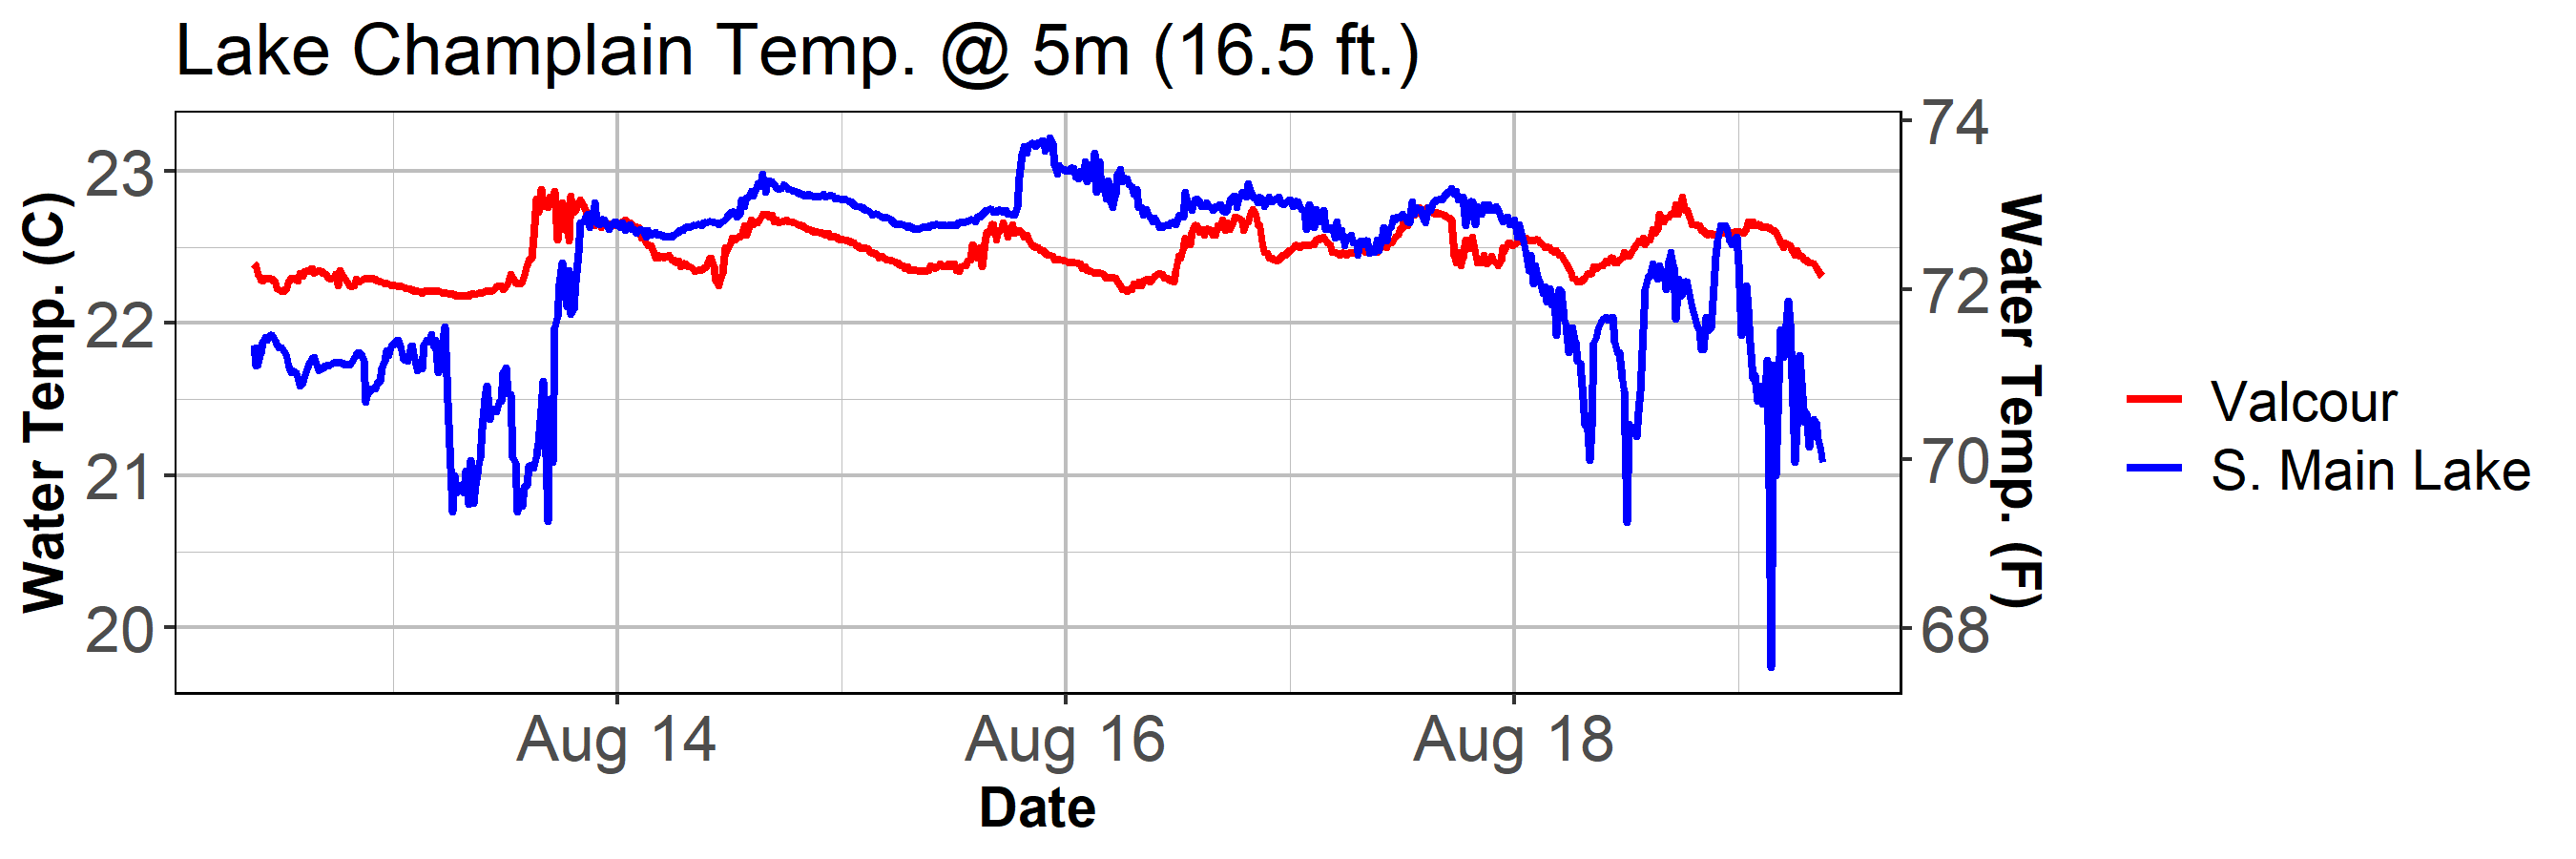 Lake Champlain Temp. @ 5m (16.5 ft.)
Water Temp. (C)
23
22
21
20
74
72
70
68
Water Temp. (F)
Aug 14
Aug 16
Aug 18
Date
Valcour
S. Main Lake